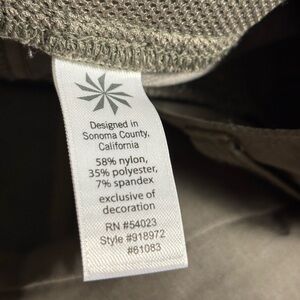 Designed in
Sonoma County,
California
58% nylon,
35% polyester,
7% spandex
exclusive of
decoration
RN #54023
Style #918972
#61083